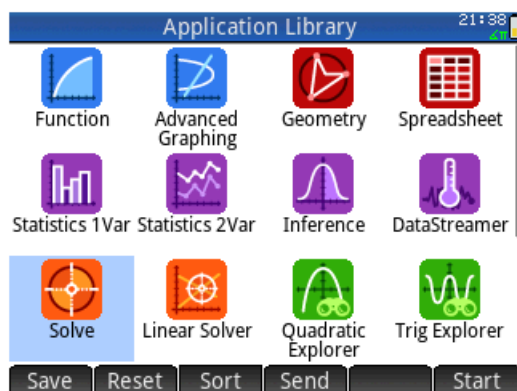 Application Library 21:38
∡π
Function Advanced Graphing Geometry Spreadsheet
Statistics 1Var Statistics 2Var Inference DataStreamer
Solve Linear Solver Quadratic Explorer Trig Explorer
Save Reset Sort Send Start